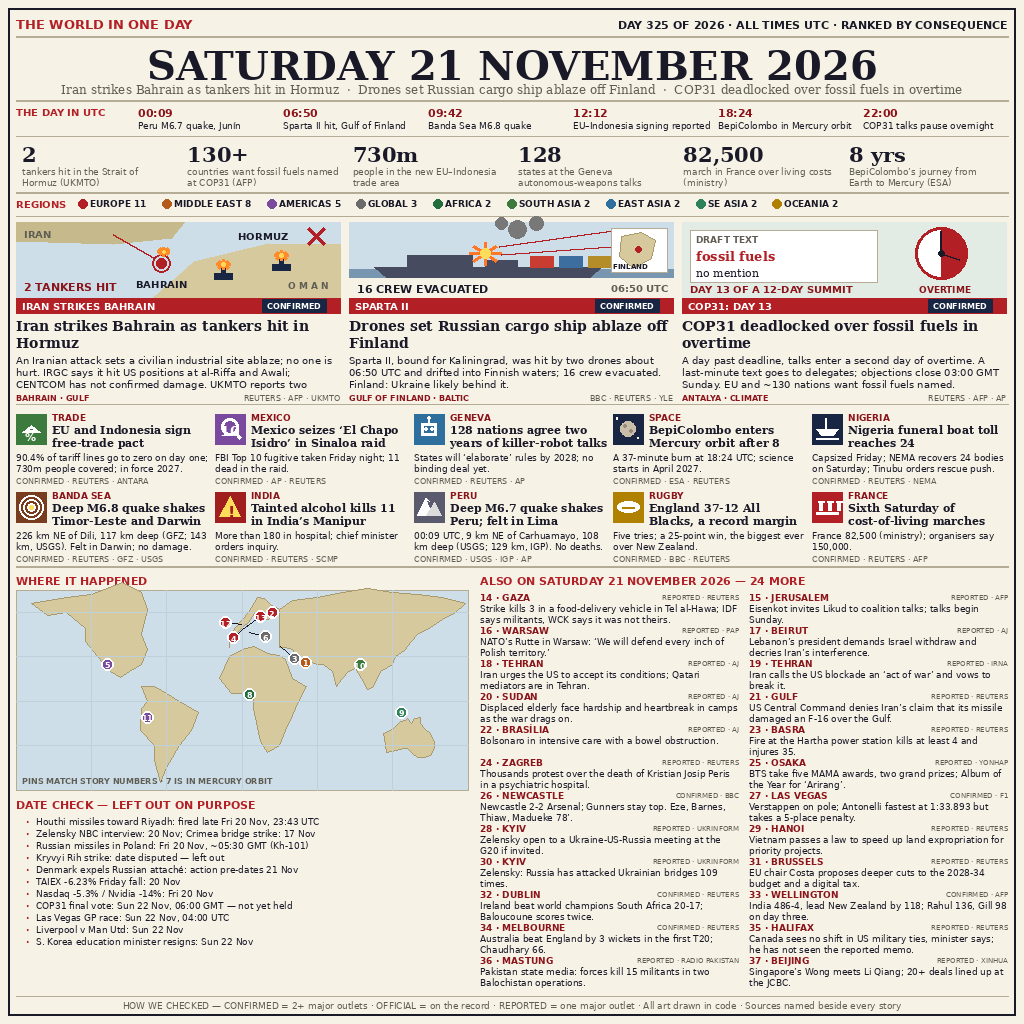 THE WORLD IN ONE DAY
DAY 325 OF 2026 · ALL TIMES UTC · RANKED BY CONSEQUENCE
SATURDAY 21 NOVEMBER 2026
Iran strikes Bahrain as tankers hit in Hormuz · Drones set Russian cargo ship ablaze off Finland · COP31 deadlocked over fossil fuels in overtime
THE DAY IN UTC
00:09
Peru M6.7 quake, Junín
06:50
Sparta II hit, Gulf of Finland
09:42
Banda Sea M6.8 quake
12:12
EU–Indonesia signing reported
18:24
BepiColombo in Mercury orbit
22:00
COP31 talks pause overnight
2
tankers hit in the Strait of
Hormuz (UKMTO)
130+
countries want fossil fuels named
at COP31 (AFP)
730m
people in the new EU–Indonesia
trade area
128
states at the Geneva
autonomous-weapons talks
82,500
march in France over living costs
(ministry)
8 yrs
BepiColombo's journey from
Earth to Mercury (ESA)
REGIONS
EUROPE 11
MIDDLE EAST 8
AMERICAS 5
GLOBAL 3
AFRICA 2
SOUTH ASIA 2
EAST ASIA 2
SE ASIA 2
OCEANIA 2
IRAN
HORMUZ
2 TANKERS HIT
BAHRAIN
OMAN
IRAN STRIKES BAHRAIN
CONFIRMED
Iran strikes Bahrain as tankers hit in
Hormuz
An Iranian attack sets a civilian industrial site ablaze; no one is
hurt. IRGC says it hit US positions at al-Riffa and Awali;
CENTCOM has not confirmed damage. UKMTO reports two
BAHRAIN · GULF
REUTERS · AFP · UKMTO
FINLAND
16 CREW EVACUATED
06:50 UTC
SPARTA II
CONFIRMED
Drones set Russian cargo ship ablaze off
Finland
Sparta II, bound for Kaliningrad, was hit by two drones about
06:50 UTC and drifted into Finnish waters; 16 crew evacuated.
Finland: Ukraine likely behind it.
GULF OF FINLAND · BALTIC
BBC · REUTERS · YLE
DRAFT TEXT
fossil fuels
no mention
DAY 13 OF A 12-DAY SUMMIT
OVERTIME
COP31: DAY 13
CONFIRMED
COP31 deadlocked over fossil fuels in
overtime
A day past deadline, talks enter a second day of overtime. A
last-minute text goes to delegates; objections close 03:00 GMT
Sunday. EU and ~130 nations want fossil fuels named.
ANTALYA · CLIMATE
REUTERS · AFP · AP
%
TRADE
EU and Indonesia sign
free-trade pact
90.4% of tariff lines go to zero on day one;
730m people covered; in force 2027.
CONFIRMED · REUTERS · ANTARA
MEXICO
Mexico seizes ‘El Chapo
Isidro’ in Sinaloa raid
FBI Top 10 fugitive taken Friday night; 11
dead in the raid.
CONFIRMED · AP · REUTERS
GENEVA
128 nations agree two
years of killer-robot talks
States will ‘elaborate’ rules by 2028; no
binding deal yet.
CONFIRMED · REUTERS · AP
SPACE
BepiColombo enters
Mercury orbit after 8
A 37-minute burn at 18:24 UTC; science
starts in April 2027.
CONFIRMED · ESA · REUTERS
NIGERIA
Nigeria funeral boat toll
reaches 24
Capsized Friday; NEMA recovers 24 bodies
on Saturday; Tinubu orders rescue push.
CONFIRMED · REUTERS · NEMA
BANDA SEA
Deep M6.8 quake shakes
Timor-Leste and Darwin
226 km NE of Dili, 117 km deep (GFZ; 143
km, USGS). Felt in Darwin; no damage.
CONFIRMED · REUTERS · GFZ · USGS
INDIA
Tainted alcohol kills 11
in India’s Manipur
More than 180 in hospital; chief minister
orders inquiry.
CONFIRMED · REUTERS · SCMP
PERU
Deep M6.7 quake shakes
Peru; felt in Lima
00:09 UTC, 9 km NE of Carhuamayo, 108
km deep (USGS; 129 km, IGP). No deaths.
CONFIRMED · USGS · IGP · AP
RUGBY
England 37-12 All
Blacks, a record margin
Five tries; a 25-point win, the biggest ever
over New Zealand.
CONFIRMED · BBC · REUTERS
FRANCE
Sixth Saturday of
cost-of-living marches
France 82,500 (ministry); organisers say
150,000.
CONFIRMED · REUTERS · AFP
WHERE IT HAPPENED
12
13
2
4
6
3
1
5
10
8
11
9
PINS MATCH STORY NUMBERS · 7 IS IN MERCURY ORBIT
DATE CHECK — LEFT OUT ON PURPOSE
· Houthi missiles toward Riyadh: fired late Fri 20 Nov, 23:43 UTC
· Zelensky NBC interview: 20 Nov; Crimea bridge strike: 17 Nov
· Russian missiles in Poland: Fri 20 Nov, ~05:30 GMT (Kh-101)
· Kryvyi Rih strike: date disputed — left out
· Denmark expels Russian attaché: action pre-dates 21 Nov
· TAIEX -6.23% Friday fall: 20 Nov
· Nasdaq -5.3% / Nvidia -14%: Fri 20 Nov
· COP31 final vote: Sun 22 Nov, 06:00 GMT — not yet held
· Las Vegas GP race: Sun 22 Nov, 04:00 UTC
· Liverpool v Man Utd: Sun 22 Nov
· S. Korea education minister resigns: Sun 22 Nov
ALSO ON SATURDAY 21 NOVEMBER 2026 — 24 MORE
14 · GAZA
REPORTED · REUTERS
Strike kills 3 in a food-delivery vehicle in Tel al-Hawa; IDF
says militants, WCK says it was not theirs.
15 · JERUSALEM
REPORTED · AFP
Eisenkot invites Likud to coalition talks; talks begin
Sunday.
16 · WARSAW
REPORTED · PAP
NATO’s Rutte in Warsaw: ‘We will defend every inch of
Polish territory.’
17 · BEIRUT
REPORTED · AJ
Lebanon’s president demands Israel withdraw and
decries Iran’s interference.
18 · TEHRAN
REPORTED · AJ
Iran urges the US to accept its conditions; Qatari
mediators are in Tehran.
19 · TEHRAN
REPORTED · IRNA
Iran calls the US blockade an ‘act of war’ and vows to
break it.
20 · SUDAN
REPORTED · AJ
Displaced elderly face hardship and heartbreak in camps
as the war drags on.
21 · GULF
REPORTED · REUTERS
US Central Command denies Iran’s claim that its missile
damaged an F-16 over the Gulf.
22 · BRASÍLIA
REPORTED · AJ
Bolsonaro in intensive care with a bowel obstruction.
23 · BASRA
REPORTED · REUTERS
Fire at the Hartha power station kills at least 4 and
injures 35.
24 · ZAGREB
REPORTED · REUTERS
Thousands protest over the death of Kristian Josip Peris
in a psychiatric hospital.
25 · OSAKA
REPORTED · YONHAP
BTS take five MAMA awards, two grand prizes; Album of
the Year for ‘Arirang’.
26 · NEWCASTLE
CONFIRMED · BBC
Newcastle 2-2 Arsenal; Gunners stay top. Eze, Barnes,
Thiaw, Madueke 78’.
27 · LAS VEGAS
CONFIRMED · F1
Verstappen on pole; Antonelli fastest at 1:33.893 but
takes a 5-place penalty.
28 · KYIV
REPORTED · UKRINFORM
Zelensky open to a Ukraine-US-Russia meeting at the
G20 if invited.
29 · HANOI
REPORTED · REUTERS
Vietnam passes a law to speed up land expropriation for
priority projects.
30 · KYIV
REPORTED · UKRINFORM
Zelensky: Russia has attacked Ukrainian bridges 109
times.
31 · BRUSSELS
REPORTED · REUTERS
EU chair Costa proposes deeper cuts to the 2028-34
budget and a digital tax.
32 · DUBLIN
CONFIRMED · REUTERS
Ireland beat world champions South Africa 20-17;
Baloucoune scores twice.
33 · WELLINGTON
CONFIRMED · AFP
India 486-4, lead New Zealand by 118; Rahul 136, Gill 98
on day three.
34 · MELBOURNE
CONFIRMED · REUTERS
Australia beat England by 3 wickets in the first T20;
Chaudhary 66.
35 · HALIFAX
REPORTED · REUTERS
Canada sees no shift in US military ties, minister says;
he has not seen the reported memo.
36 · MASTUNG
REPORTED · RADIO PAKISTAN
Pakistan state media: forces kill 15 militants in two
Balochistan operations.
37 · BEIJING
REPORTED · XINHUA
Singapore’s Wong meets Li Qiang; 20+ deals lined up at
the JCBC.
HOW WE CHECKED — CONFIRMED = 2+ major outlets · OFFICIAL = on the record · REPORTED = one major outlet · All art drawn in code · Sources named beside every story